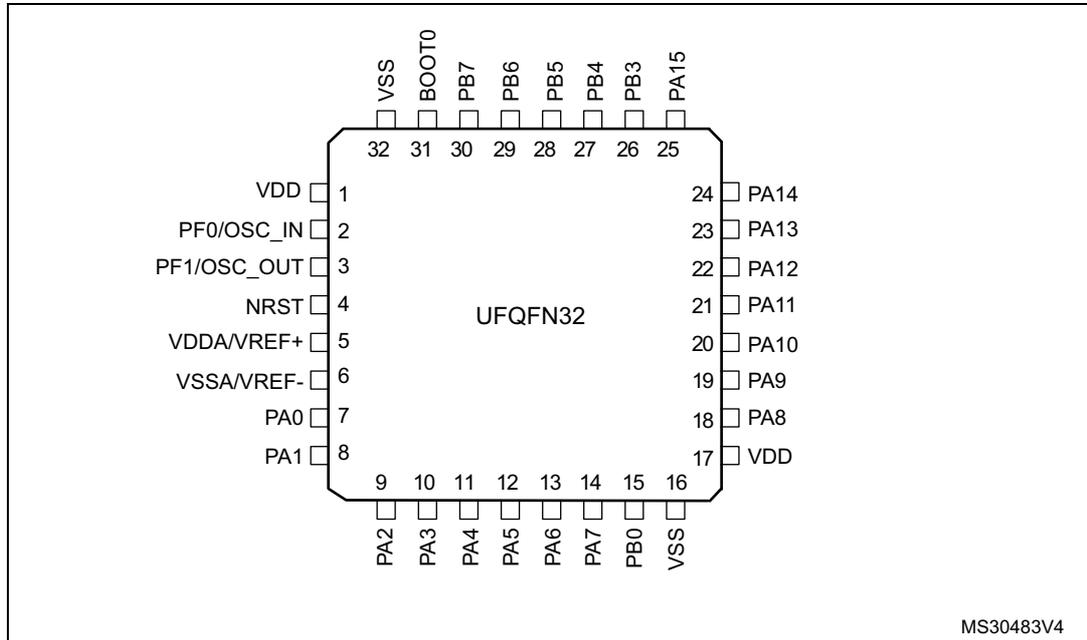 VSS
BOOT0
PB7
PB6
PB5
PB4
PB3
PA15
32 31 30 29 28 27 26 25
VDD 1
PF0/OSC_IN 2
PF1/OSC_OUT 3
NRST 4
VDDA/VREF+ 5
VSSA/VREF- 6
PA0 7
PA1 8
UFQFN32
24 PA14
23 PA13
22 PA12
21 PA11
20 PA10
19 PA9
18 PA8
17 VDD
9 10 11 12 13 14 15 16
PA2
PA3
PA4
PA5
PA6
PA7
PB0
VSS
MS30483V4